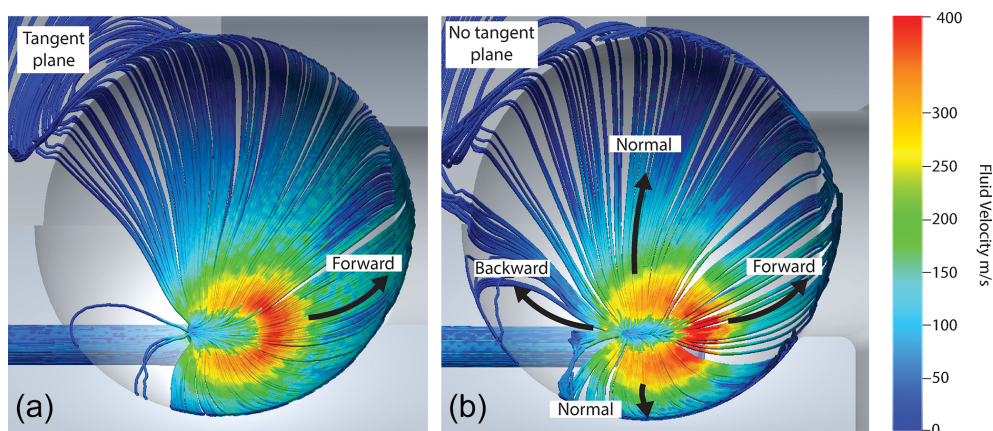 Tangent
plane
Forward
(a)
No tangent
plane
Normal
Backward
Forward
Normal
(b)
400
300
250
200
150
100
50
0
Fluid Velocity m/s